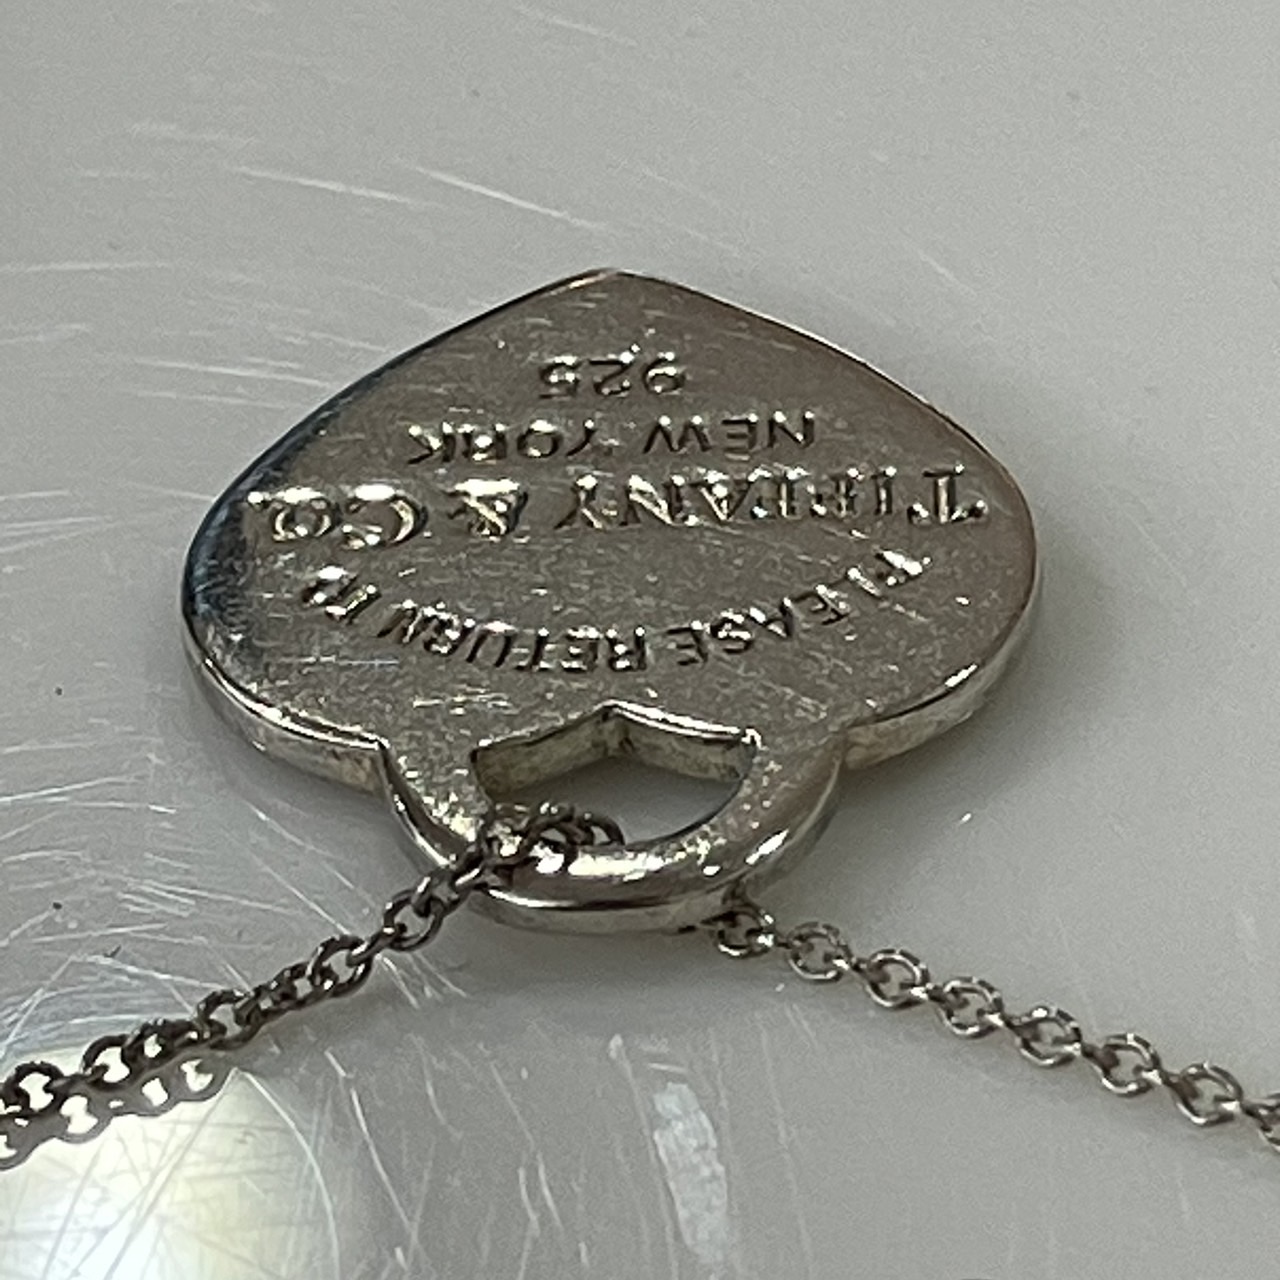 PLEASE RETURN TO
TIFFANY & CO.
NEW YORK
925